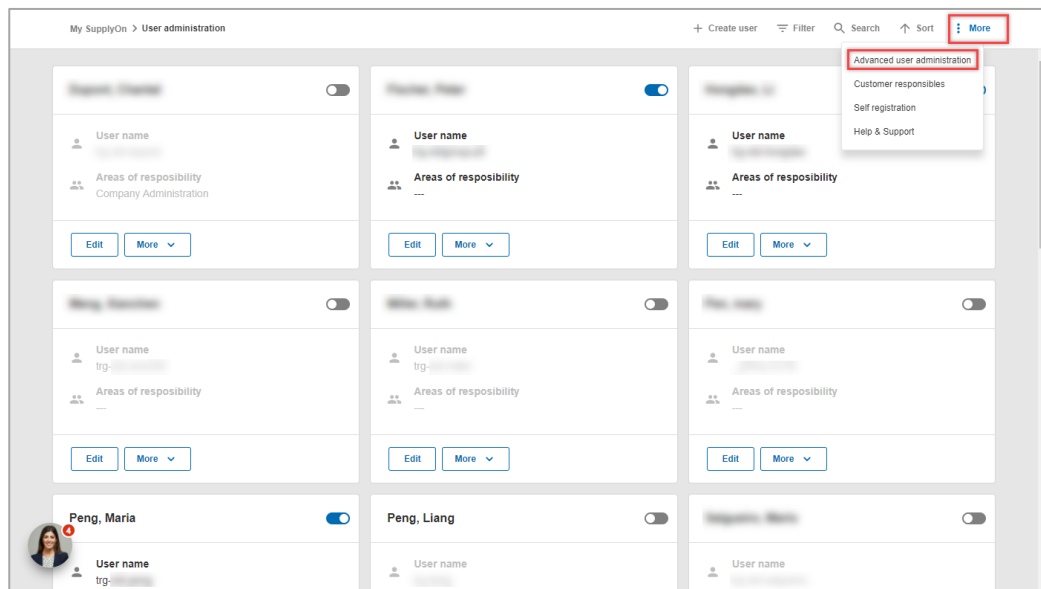 My SupplyOn > User administration
+ Create user Filter Search Sort More
Advanced user administration
Customer responsibles
Self registration
Help & Support
User name
Areas of resposibility
Company Administration
Edit More
User name
Areas of resposibility
---
Edit More
User name
Areas of resposibility
---
Edit More
User name
trg-
Areas of resposibility
---
Edit More
User name
trg-
Areas of resposibility
---
Edit More
User name
Areas of resposibility
---
Edit More
Peng, Maria
4
User name
trg-
Peng, Liang
User name
User name